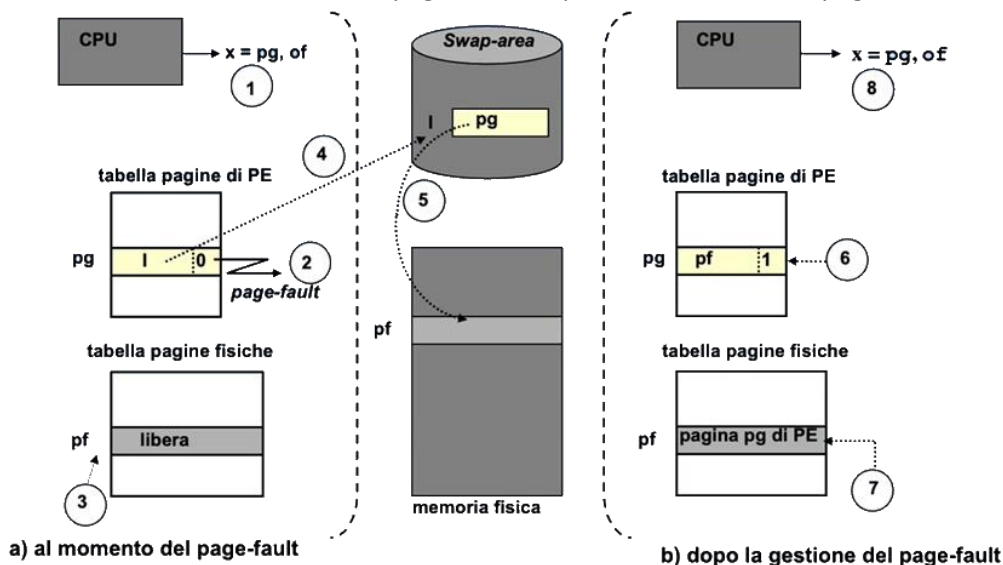 CPU
x = pg, of
1
tabella pagine di PE
pg
I
0
2
page-fault
tabella pagine fisiche
pf
libera
3
a) al momento del page-fault
4
Swap-area
I
pg
5
pf
memoria fisica
CPU
x = pg, of
8
tabella pagine di PE
pg
pf
1
6
tabella pagine fisiche
pf
pagina pg di PE
7
b) dopo la gestione del page-fault